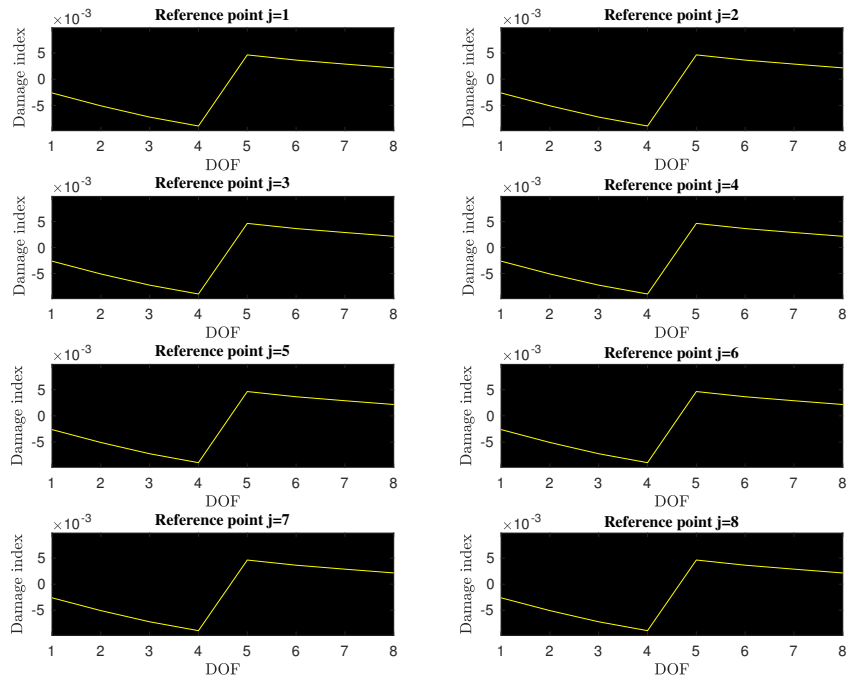 Reference point j=1
×10-3
5
0
-5
Damage index
1 2 3 4 5 6 7 8
DOF
Reference point j=2
×10-3
5
0
-5
Damage index
1 2 3 4 5 6 7 8
DOF
Reference point j=3
×10-3
5
0
-5
Damage index
1 2 3 4 5 6 7 8
DOF
Reference point j=4
×10-3
5
0
-5
Damage index
1 2 3 4 5 6 7 8
DOF
Reference point j=5
×10-3
5
0
-5
Damage index
1 2 3 4 5 6 7 8
DOF
Reference point j=6
×10-3
5
0
-5
Damage index
1 2 3 4 5 6 7 8
DOF
Reference point j=7
×10-3
5
0
-5
Damage index
1 2 3 4 5 6 7 8
DOF
Reference point j=8
×10-3
5
0
-5
Damage index
1 2 3 4 5 6 7 8
DOF